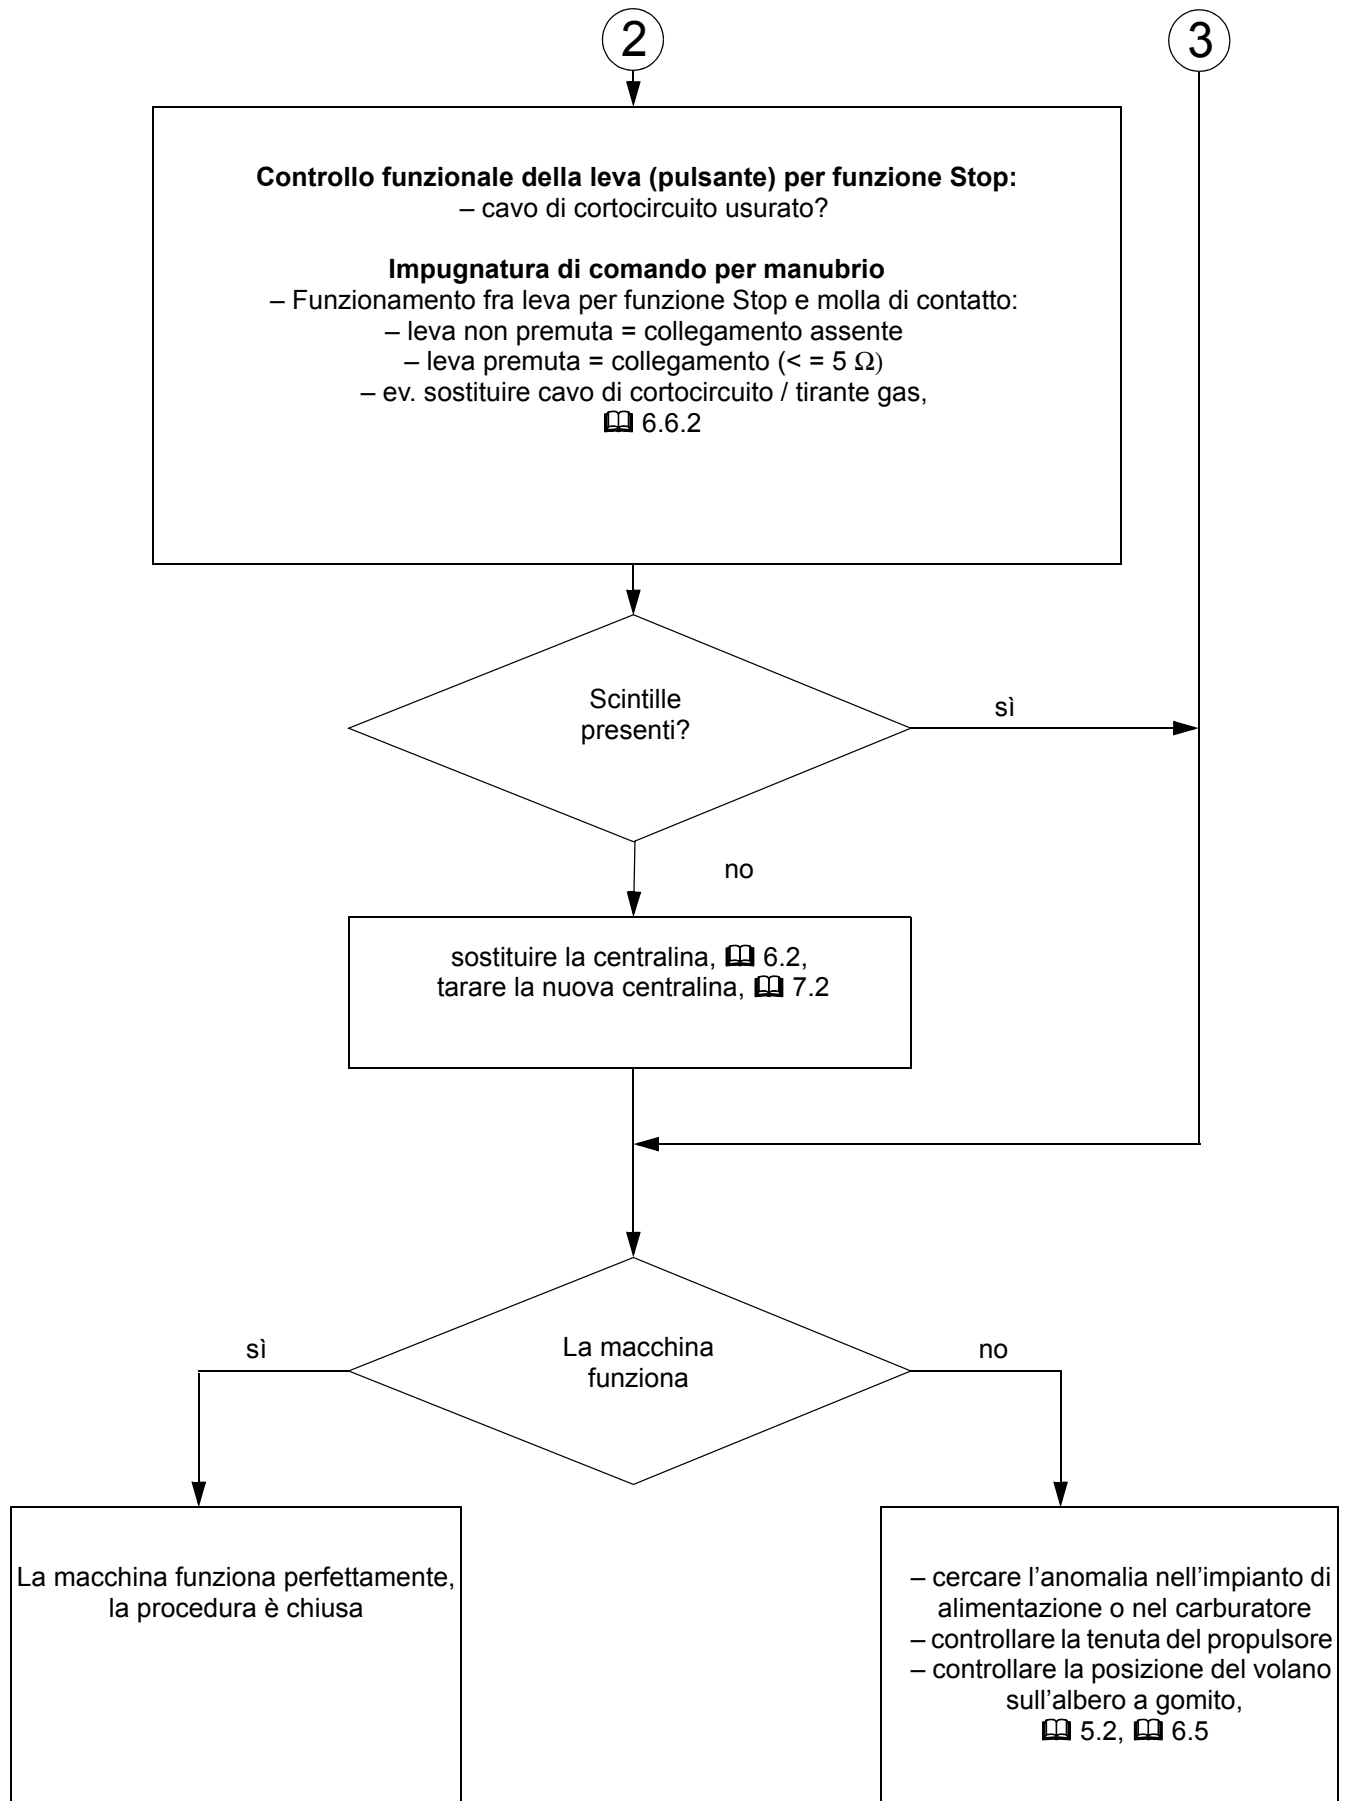 2
3
Controllo funzionale della leva (pulsante) per funzione Stop:
– cavo di cortocircuito usurato?
Impugnatura di comando per manubrio
– Funzionamento fra leva per funzione Stop e molla di contatto:
– leva non premuta = collegamento assente
– leva premuta = collegamento (< = 5 Ω)
– ev. sostituire cavo di cortocircuito / tirante gas,
6.6.2
Scintille
presenti?
sì
no
sostituire la centralina, 6.2,
tarare la nuova centralina, 7.2
La macchina
funziona
sì
no
La macchina funziona perfettamente,
la procedura è chiusa
– cercare l’anomalia nell’impianto di
alimentazione o nel carburatore
– controllare la tenuta del propulsore
– controllare la posizione del volano
sull’albero a gomito,
5.2, 6.5